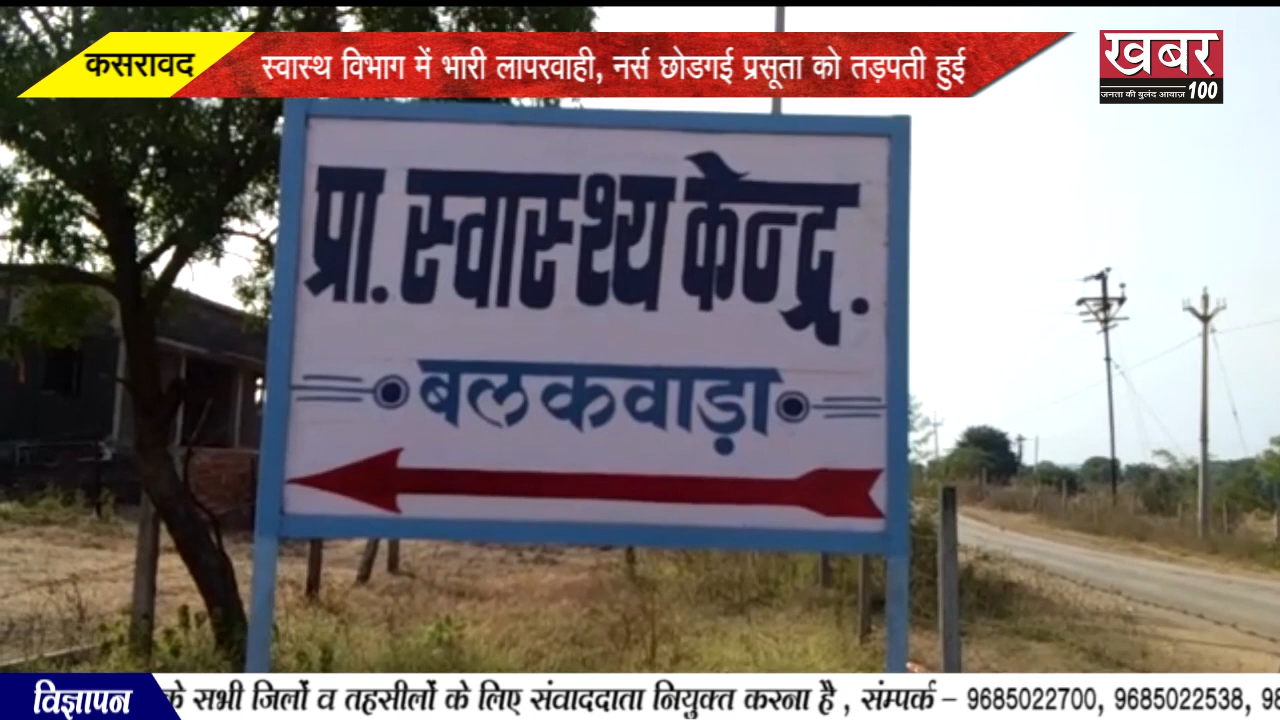 कसरावद
स्वास्थ विभाग में भारी लापरवाही, नर्स छोडगई प्रसूता को तड़पती हुई
खबर
जनता की बुलंद आवाज़ 100
प्रा. स्वास्थ्य केन्द्र.
बलकवाड़ा
विज्ञापन
के सभी जिलों व तहसीलों के लिए संवाददाता नियुक्त करना है , संम्पर्क – 9685022700, 9685022538, 98